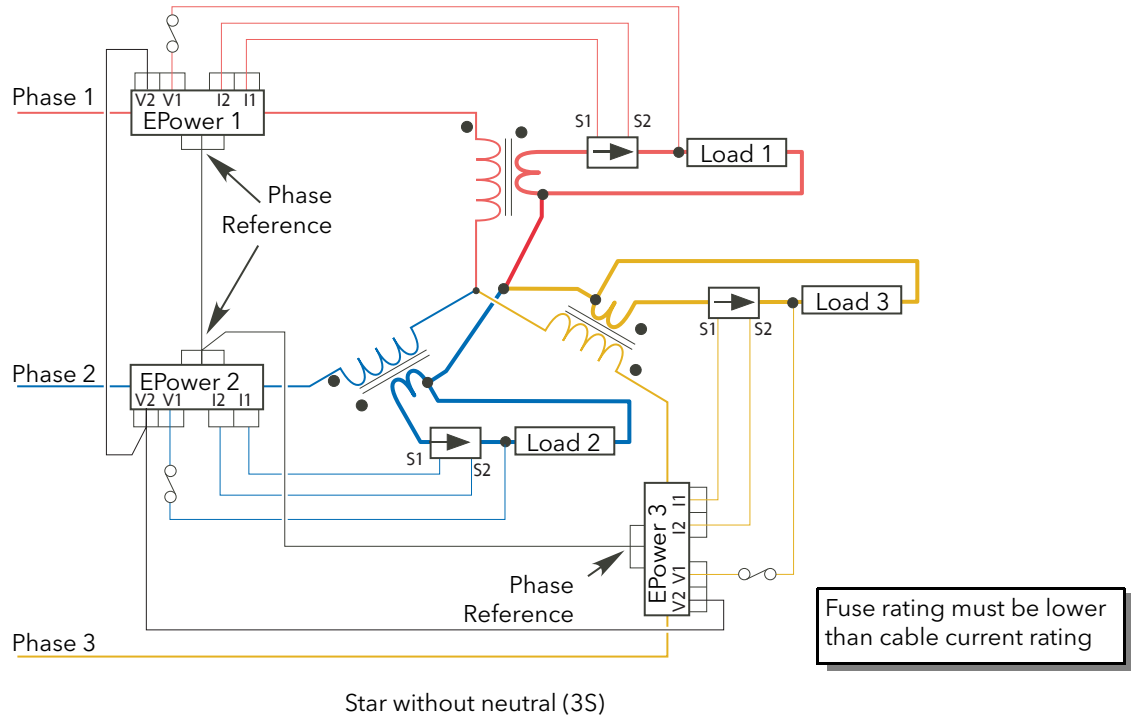 Phase 1
V2 V1 I2 I1
EPower 1
S1 S2
Load 1
Phase
Reference
Load 3
S1 S2
Phase 2
EPower 2
V2 V1 I2 I1
Load 2
S1 S2
EPower 3
I1
I2
V1
V2
Phase
Reference
Fuse rating must be lower
than cable current rating
Phase 3
Star without neutral (3S)